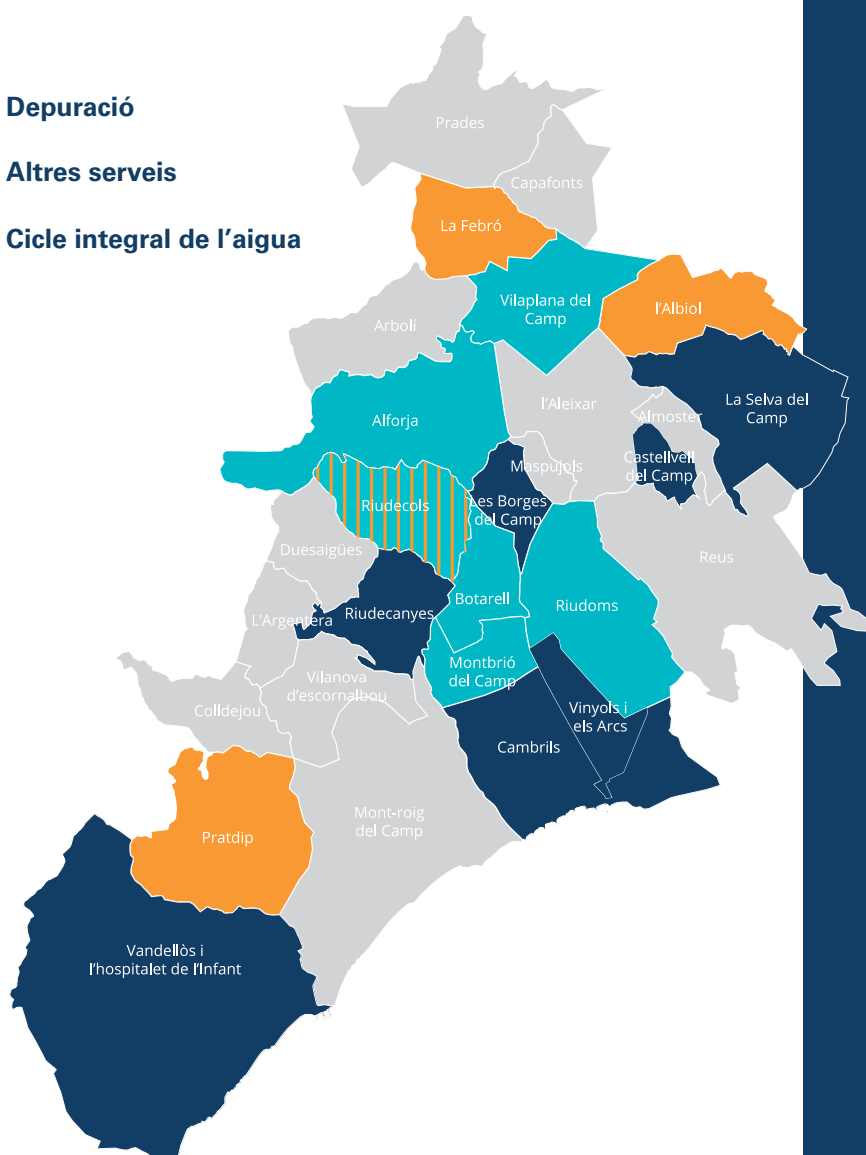 Depuració
Altres serveis
Cicle integral de l’aigua
Prades
Capafonts
La Febró
Vilaplana del
Camp
l'Albiol
Arbolí
l'Aleixar
La Selva del
Camp
Almoster
Alforja
Castellvell
del Camp
Maspujols
Les Borges
del Camp
Riudecols
Duesaigües
Reus
Botarell
Riudoms
L'Argentera
Riudecanyes
Montbrió
del Camp
Vilanova
d'escornalbou
Colldejou
Vinyols i
els Arcs
Cambrils
Mont-roig
del Camp
Pratdip
Vandellòs i
l'hospitalet de l'Infant